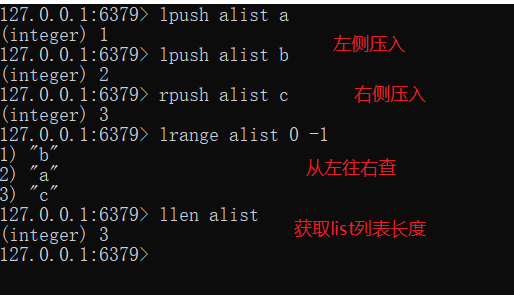 127.0.0.1:6379> lpush alist a
(integer) 1
左侧压入
127.0.0.1:6379> lpush alist b
(integer) 2
127.0.0.1:6379> rpush alist c
右侧压入
(integer) 3
127.0.0.1:6379> lrange alist 0 -1
1) "b"
2) "a"
从左往右查
3) "c"
127.0.0.1:6379> llen alist
(integer) 3
获取list列表长度
127.0.0.1:6379>